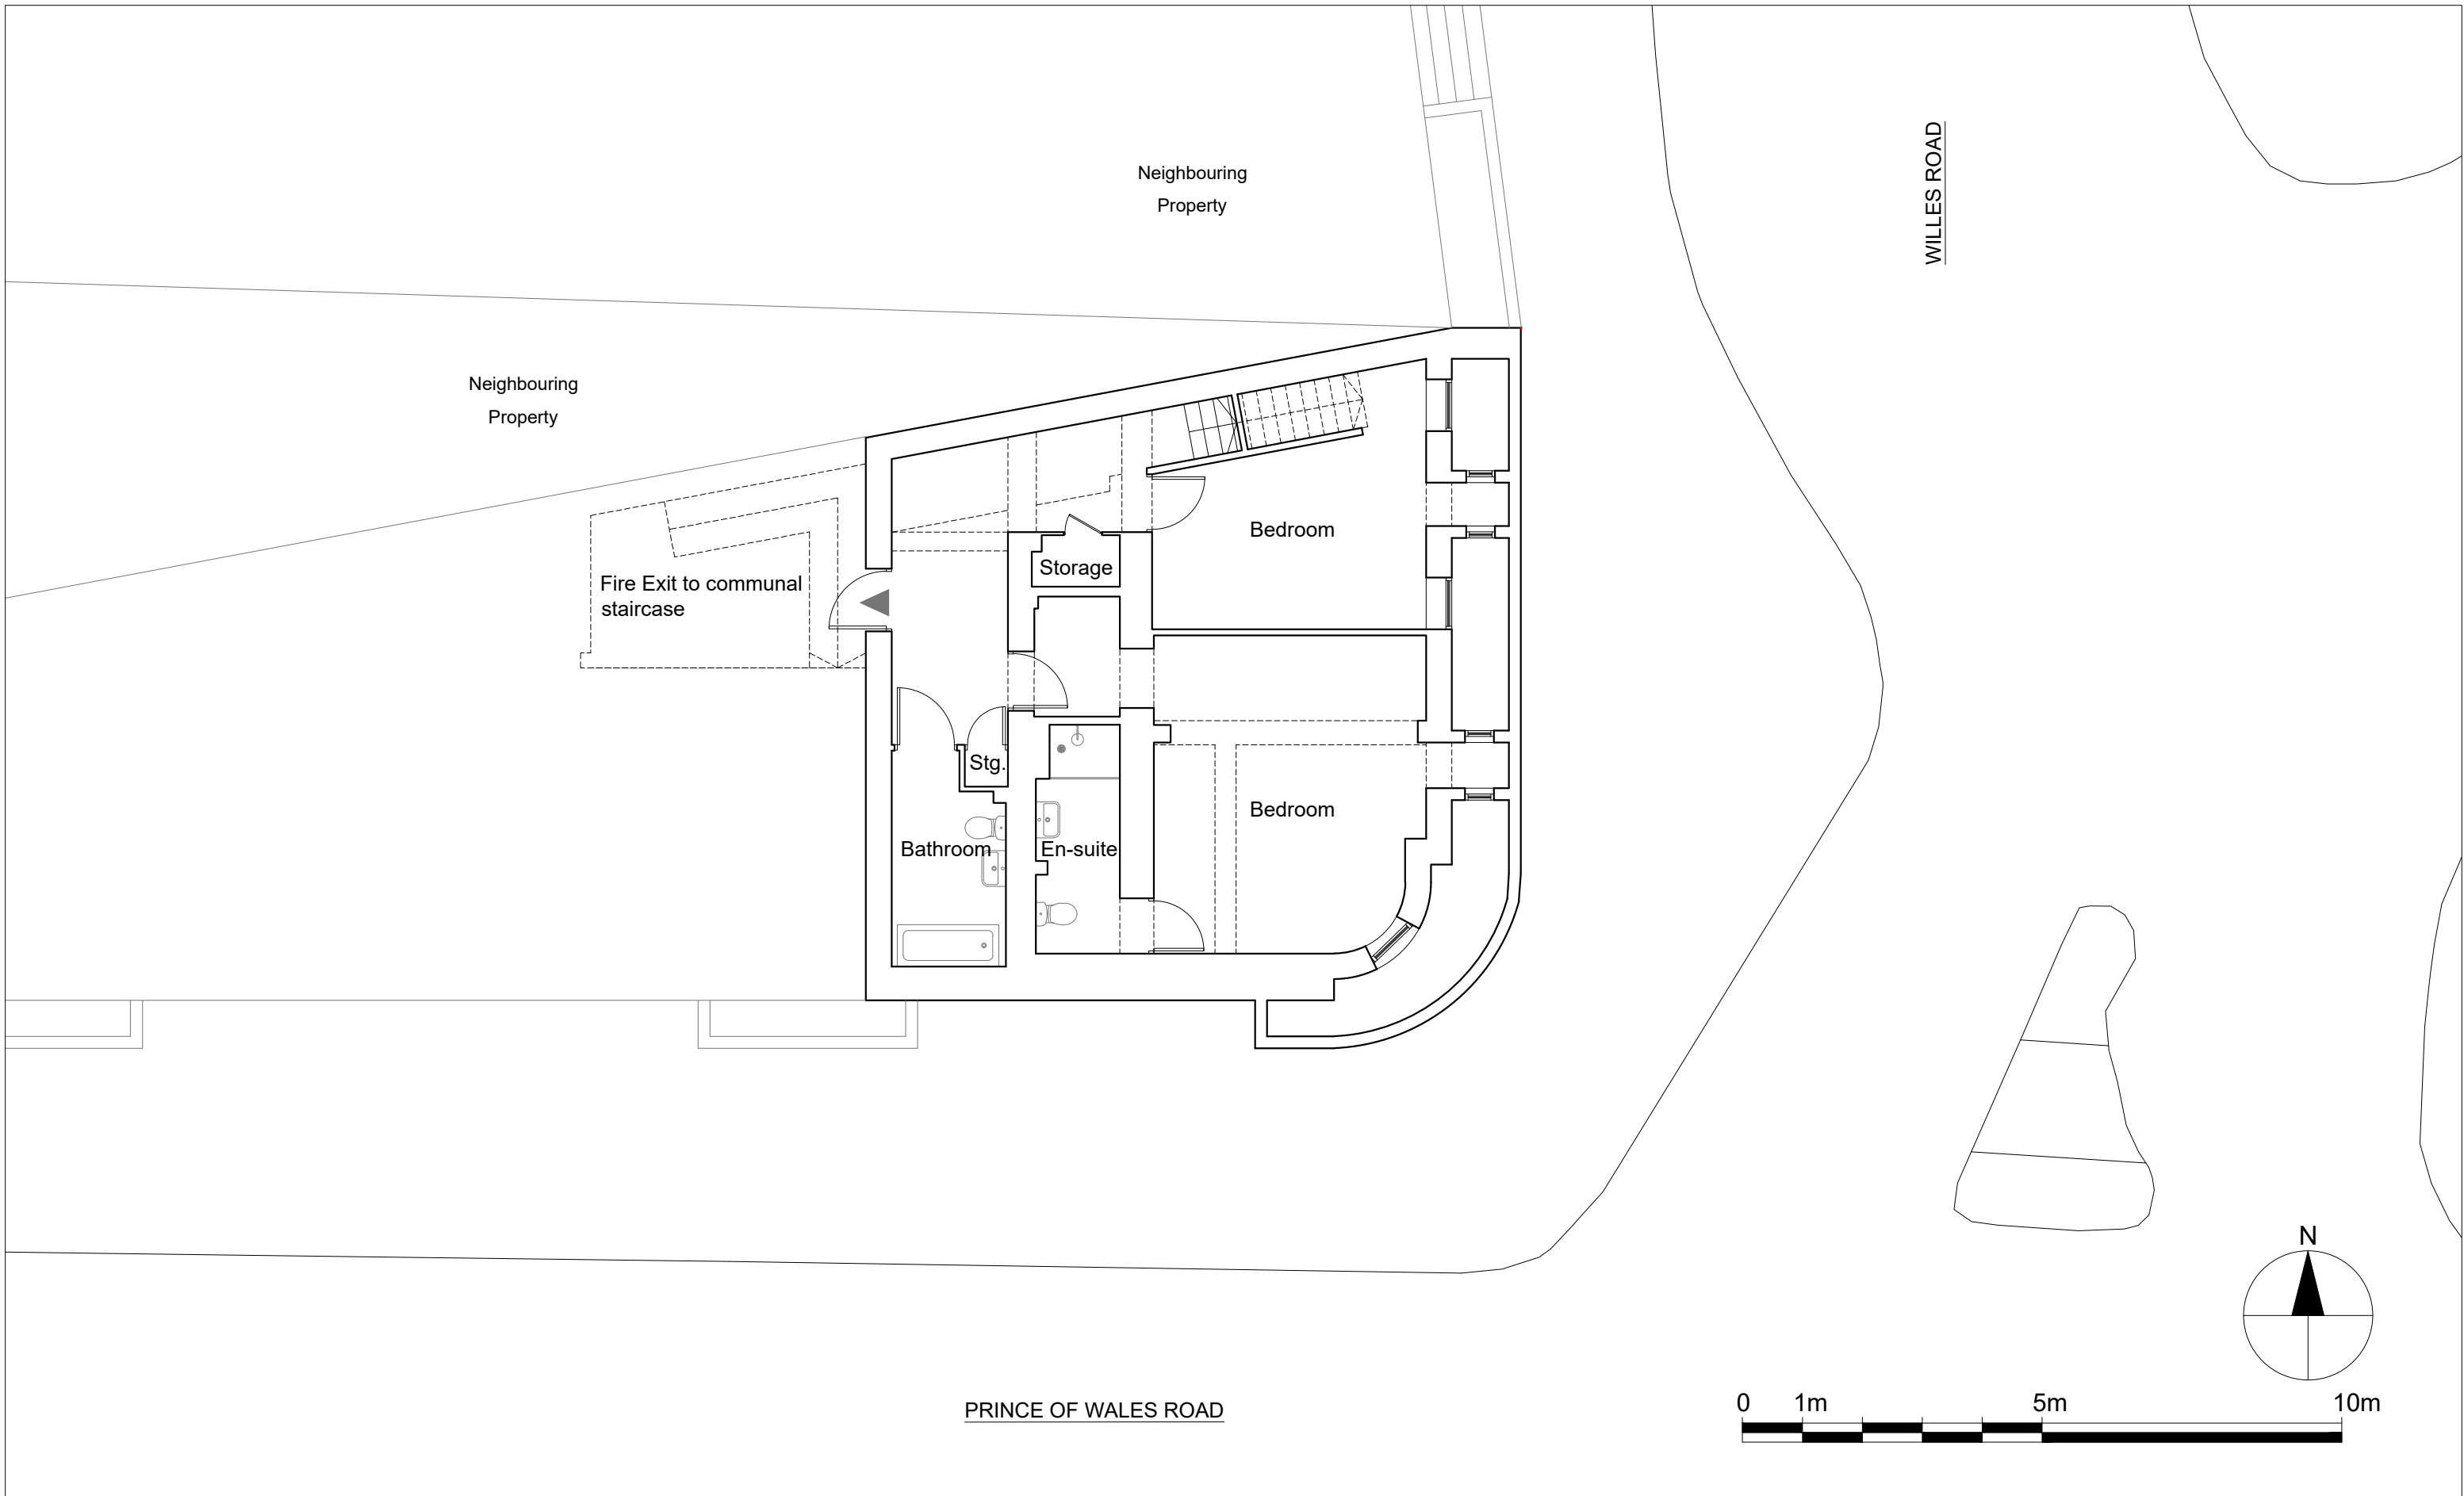 Neighbouring
Property
WILLES ROAD
Neighbouring
Property
Bedroom
Storage
Fire Exit to communal
staircase
Stg.
Bedroom
Bathroom
En-suite
N
PRINCE OF WALES ROAD
0 1m 5m 10m